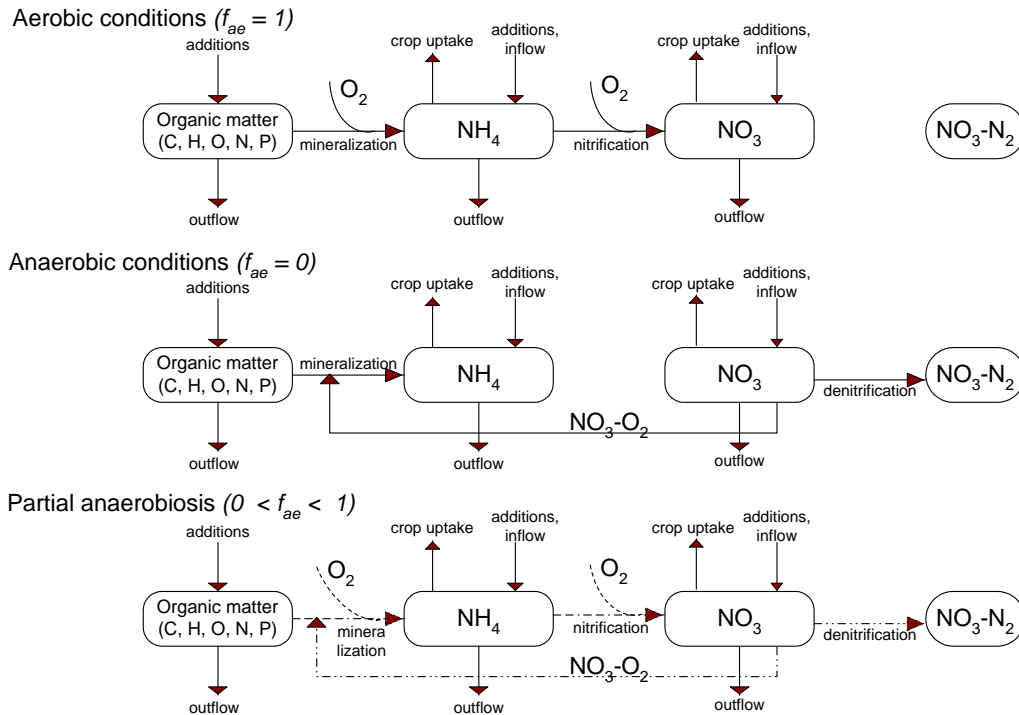 Aerobic conditions (fae = 1)
additions
crop uptake
additions,
inflow
crop uptake
additions,
inflow
O2
O2
Organic matter
(C, H, O, N, P)
mineralization
NH4
nitrification
NO3
NO3-N2
outflow
outflow
outflow
Anaerobic conditions (fae = 0)
additions
crop uptake
additions,
inflow
crop uptake
additions,
inflow
Organic matter
(C, H, O, N, P)
mineralization
NH4
NO3
denitrification
NO3-N2
NO3-O2
outflow
outflow
outflow
Partial anaerobiosis (0 < fae < 1)
additions
crop uptake
additions,
inflow
crop uptake
additions,
inflow
O2
O2
Organic matter
(C, H, O, N, P)
minera
lization
NH4
nitrification
NO3
denitrification
NO3-N2
NO3-O2
outflow
outflow
outflow